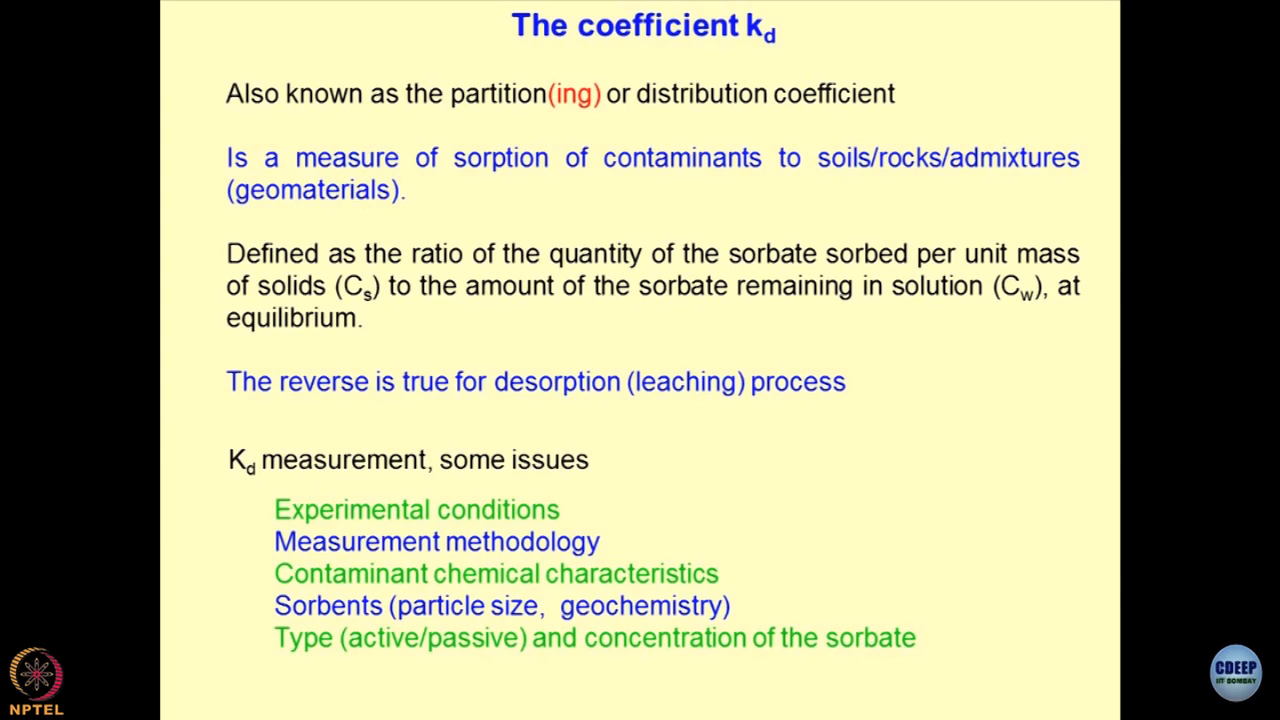 The coefficient kd
Also known as the partition(ing) or distribution coefficient
Is a measure of sorption of contaminants to soils/rocks/admixtures
(geomaterials).
Defined as the ratio of the quantity of the sorbate sorbed per unit mass
of solids (Cs) to the amount of the sorbate remaining in solution (Cw), at
equilibrium.
The reverse is true for desorption (leaching) process
Kd measurement, some issues
Experimental conditions
Measurement methodology
Contaminant chemical characteristics
Sorbents (particle size, geochemistry)
Type (active/passive) and concentration of the sorbate
NPTEL
CDEEP
IIT BOMBAY